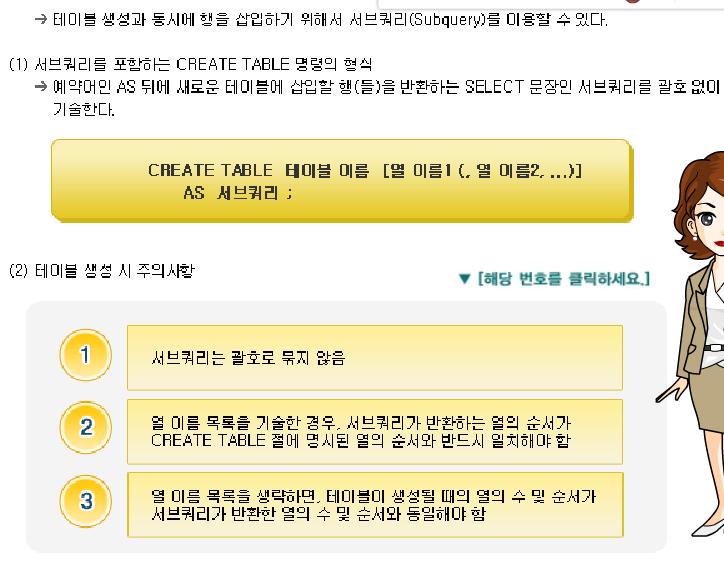 → 테이블 생성과 동시에 행을 삽입하기 위해서 서브쿼리(Subquery)를 이용할 수 있다.
(1) 서브쿼리를 포함하는 CREATE TABLE 명령의 형식
→ 예약어인 AS 뒤에 새로운 테이블에 삽입할 행(들)을 반환하는 SELECT 문장인 서브쿼리를 괄호 없이
기술한다.
CREATE TABLE 테이블 이름 [열 이름1 (, 열 이름2, ...)]
AS 서브쿼리 ;
(2) 테이블 생성 시 주의사항
▼ [해당 번호를 클릭하세요.]
1
서브쿼리는 괄호로 묶지 않음
2
열 이름 목록을 기술한 경우, 서브쿼리가 반환하는 열의 순서가
CREATE TABLE 절에 명시된 열의 순서와 반드시 일치해야 함
3
열 이름 목록을 생략하면, 테이블이 생성될 때의 열의 수 및 순서가
서브쿼리가 반환한 열의 수 및 순서와 동일해야 함